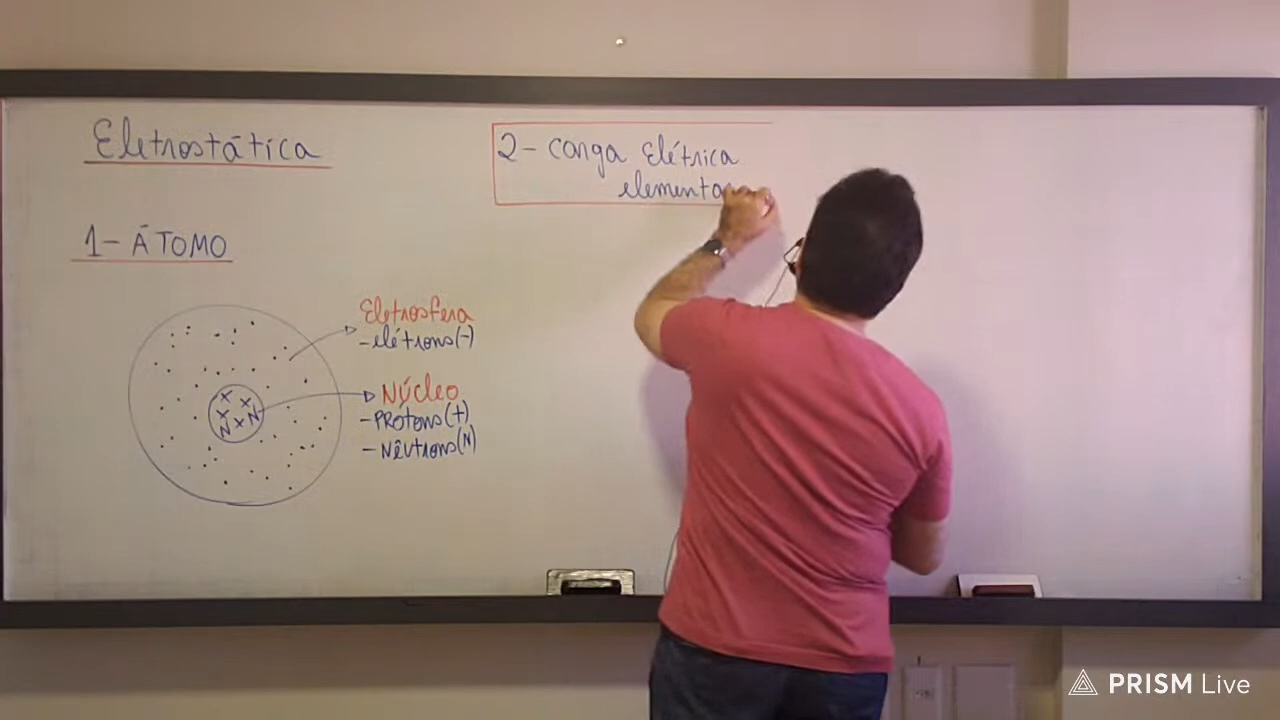 Eletrostática
1- ÁTOMO
Eletrosfera
-elétrons(-)
Núcleo
-PRótons(+)
-Nêutrons(N)
x x
x N
N x
2- Carga Elétrica
elementar
PRISM Live